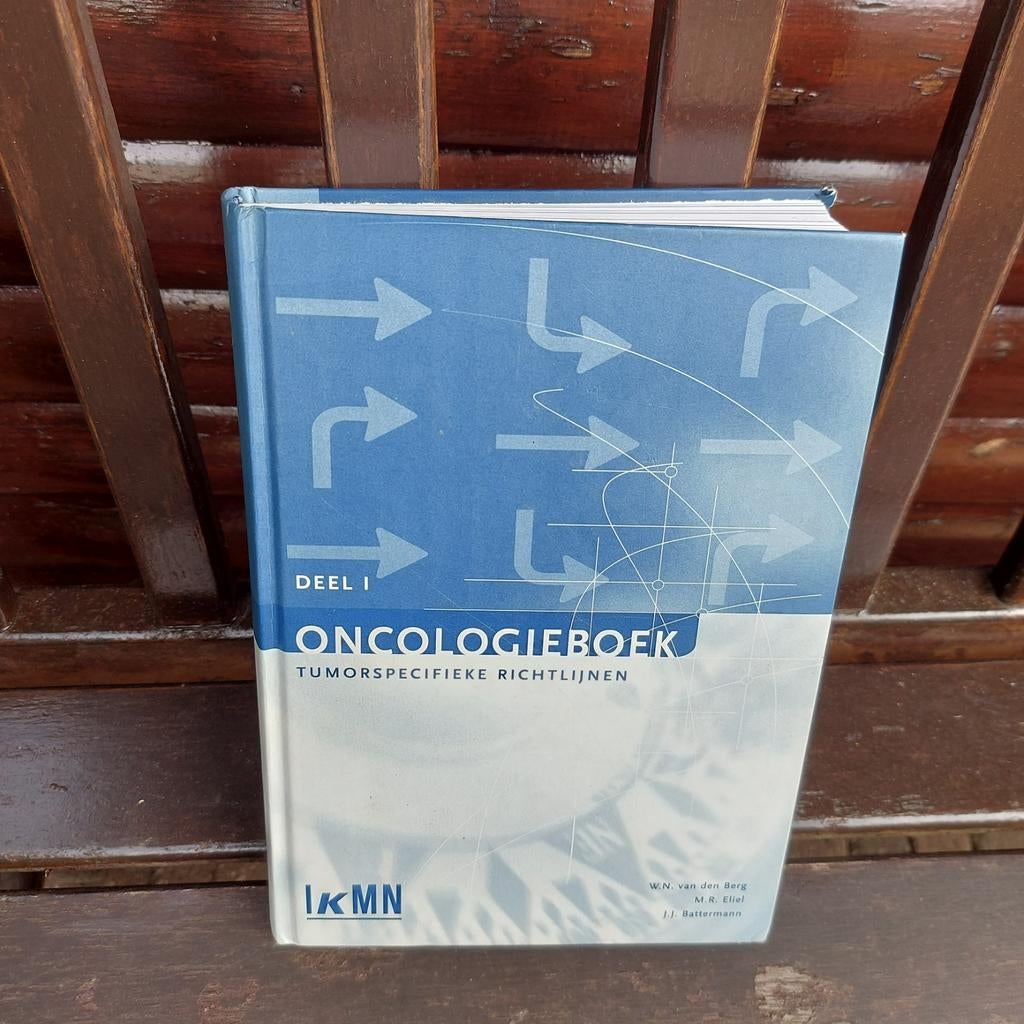 DEEL I
ONCOLOGIEBOEK
TUMORSPECIFIEKE RICHTLIJNEN
IKMN
W.N. van den Berg
M.R. Eliel
J.J. Battermann